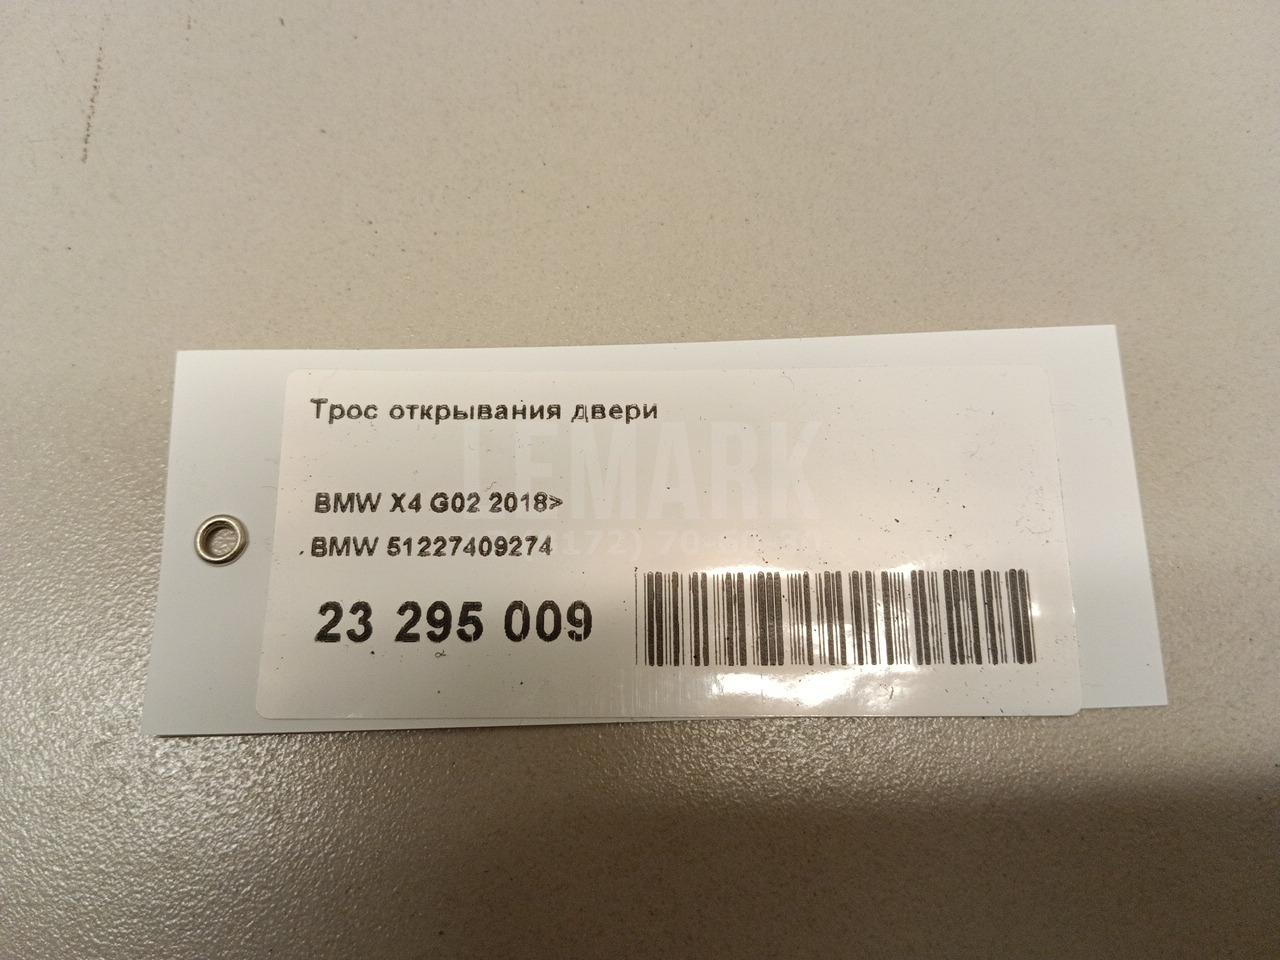 Трос открывания двери
LEMARK
BMW X4 G02 2018>
BMW 51227409274
23 295 009